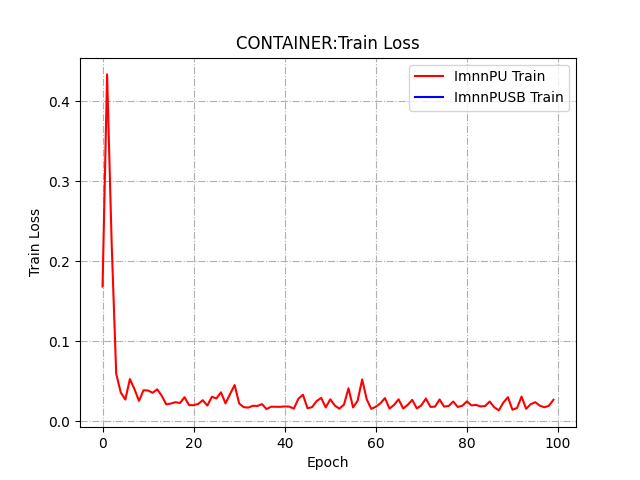 CONTAINER:Train Loss
ImnnPU Train
ImnnPUSB Train
0.4
0.3
0.2
0.1
0.0
Train Loss
0 20 40 60 80 100
Epoch